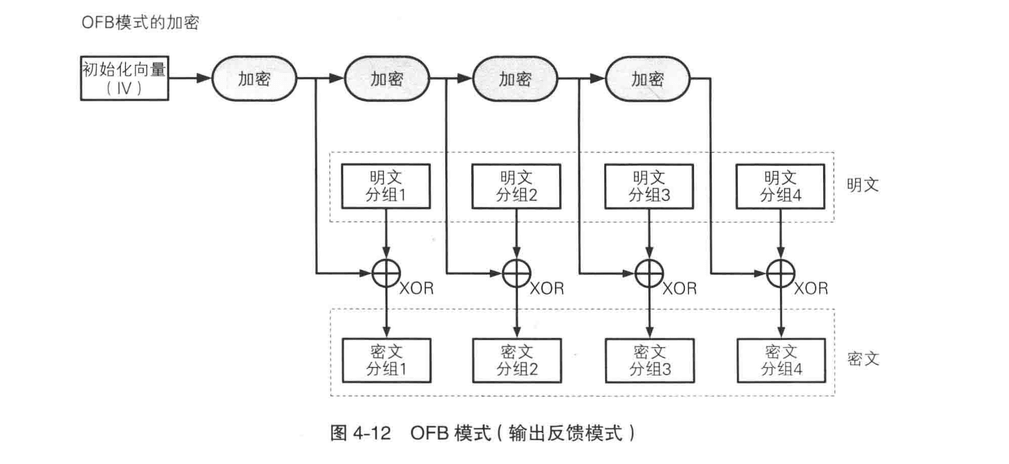 OFB模式的加密
初始化向量
（IV）
加密
加密
加密
加密
明文
分组1
明文
分组2
明文
分组3
明文
分组4
明文
XOR
XOR
XOR
XOR
密文
分组1
密文
分组2
密文
分组3
密文
分组4
密文
图 4-12 OFB 模式（输出反馈模式）